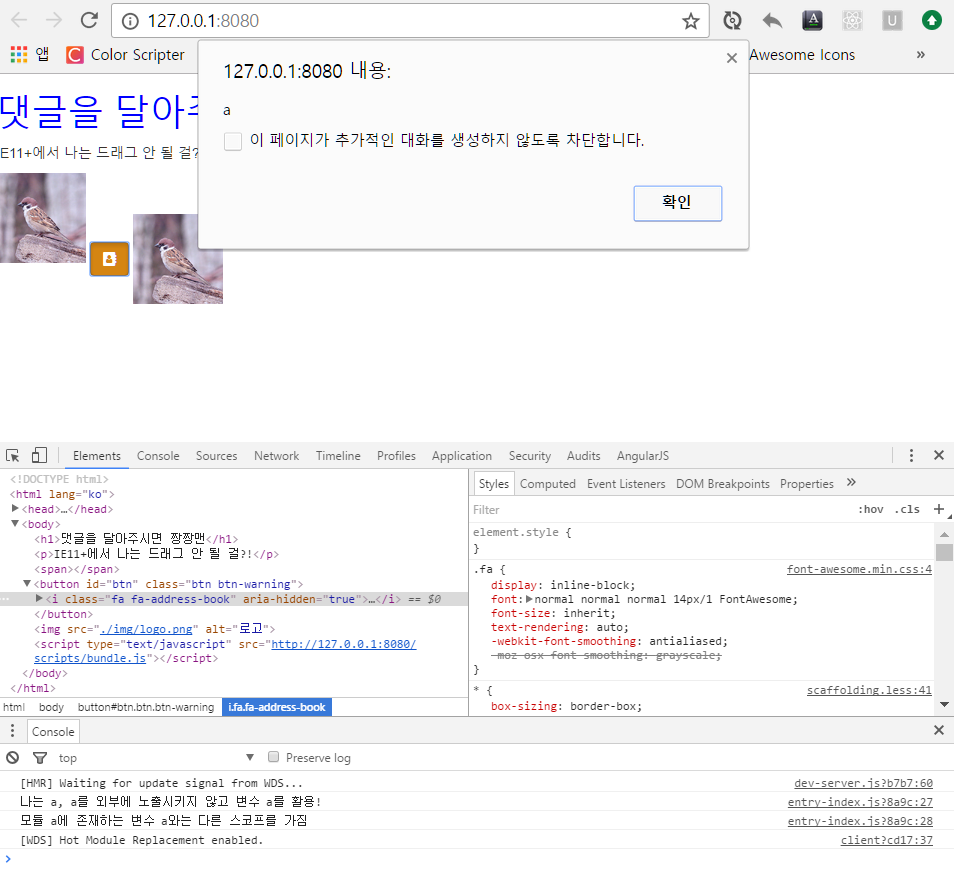 127.0.0.1:8080
앱 Color Scripter Awesome Icons »
127.0.0.1:8080 내용:
a
이 페이지가 추가적인 대화를 생성하지 않도록 차단합니다.
확인
댓글을 달아주
E11+에서 나는 드래그 안 될 걸?
Elements Console Sources Network Timeline Profiles Application Security Audits AngularJS
<!DOCTYPE html>
<html lang="ko">
▶<head>…</head>
▼<body>
<h1>댓글을 달아주시면 짱짱맨</h1>
<p>IE11+에서 나는 드래그 안 될 걸?!</p>
<span></span>
▼<button id="btn" class="btn btn-warning">
…▶<i class="fa fa-address-book" aria-hidden="true">…</i> == $0
</button>
<img src="./img/logo.png" alt="로고">
<script type="text/javascript" src="http://127.0.0.1:8080/
scripts/bundle.js"></script>
</body>
</html>
html body button#btn.btn.btn-warning i.fa.fa-address-book
Styles Computed Event Listeners DOM Breakpoints Properties »
Filter :hov .cls +
element.style {
}
.fa { font-awesome.min.css:4
display: inline-block;
font:▶normal normal normal 14px/1 FontAwesome;
font-size: inherit;
text-rendering: auto;
-webkit-font-smoothing: antialiased;
-moz-osx-font-smoothing: grayscale;
}
* { scaffolding.less:41
box-sizing: border-box;
Console
top ▼ Preserve log
[HMR] Waiting for update signal from WDS... dev-server.js?b7b7:60
나는 a, a를 외부에 노출시키지 않고 변수 a를 활용! entry-index.js?8a9c:27
모듈 a에 존재하는 변수 a와는 다른 스코프를 가짐 entry-index.js?8a9c:28
[WDS] Hot Module Replacement enabled. client?cd17:37
>